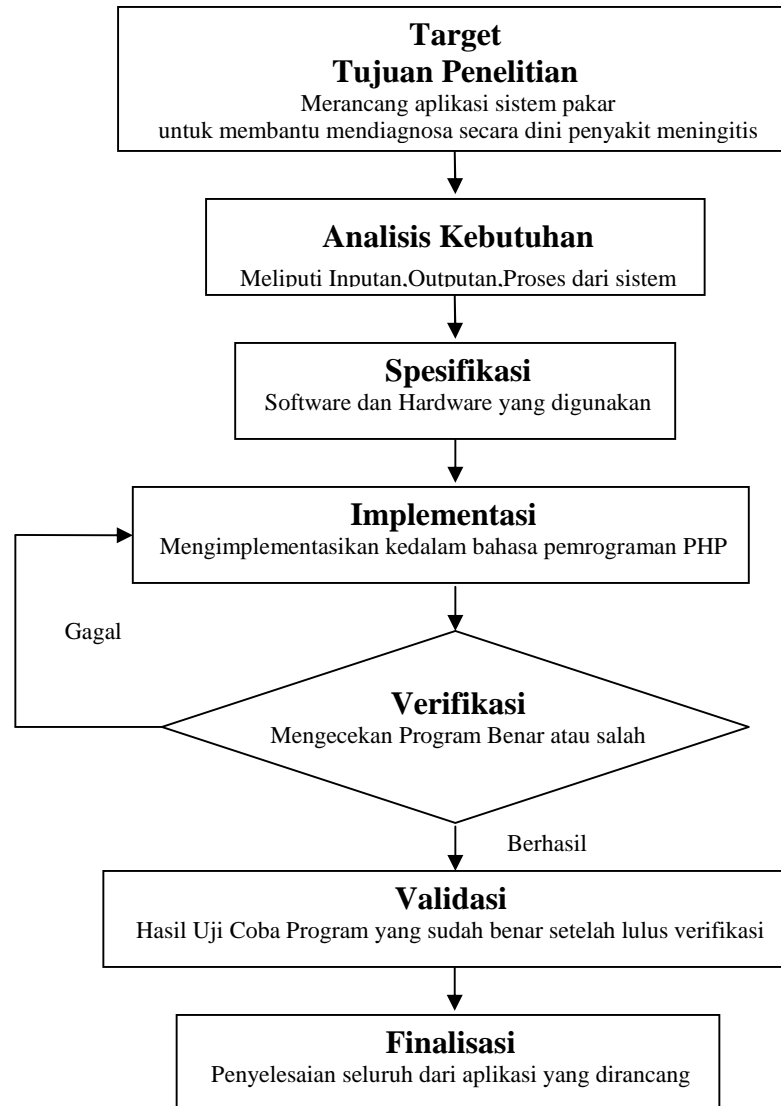 Target
Tujuan Penelitian
Merancang aplikasi sistem pakar
untuk membantu mendiagnosa secara dini penyakit meningitis
Analisis Kebutuhan
Meliputi Inputan,Outputan,Proses dari sistem
Spesifikasi
Software dan Hardware yang digunakan
Implementasi
Mengimplementasikan kedalam bahasa pemrograman PHP
Gagal
Verifikasi
Mengecekan Program Benar atau salah
Berhasil
Validasi
Hasil Uji Coba Program yang sudah benar setelah lulus verifikasi
Finalisasi
Penyelesaian seluruh dari aplikasi yang dirancang